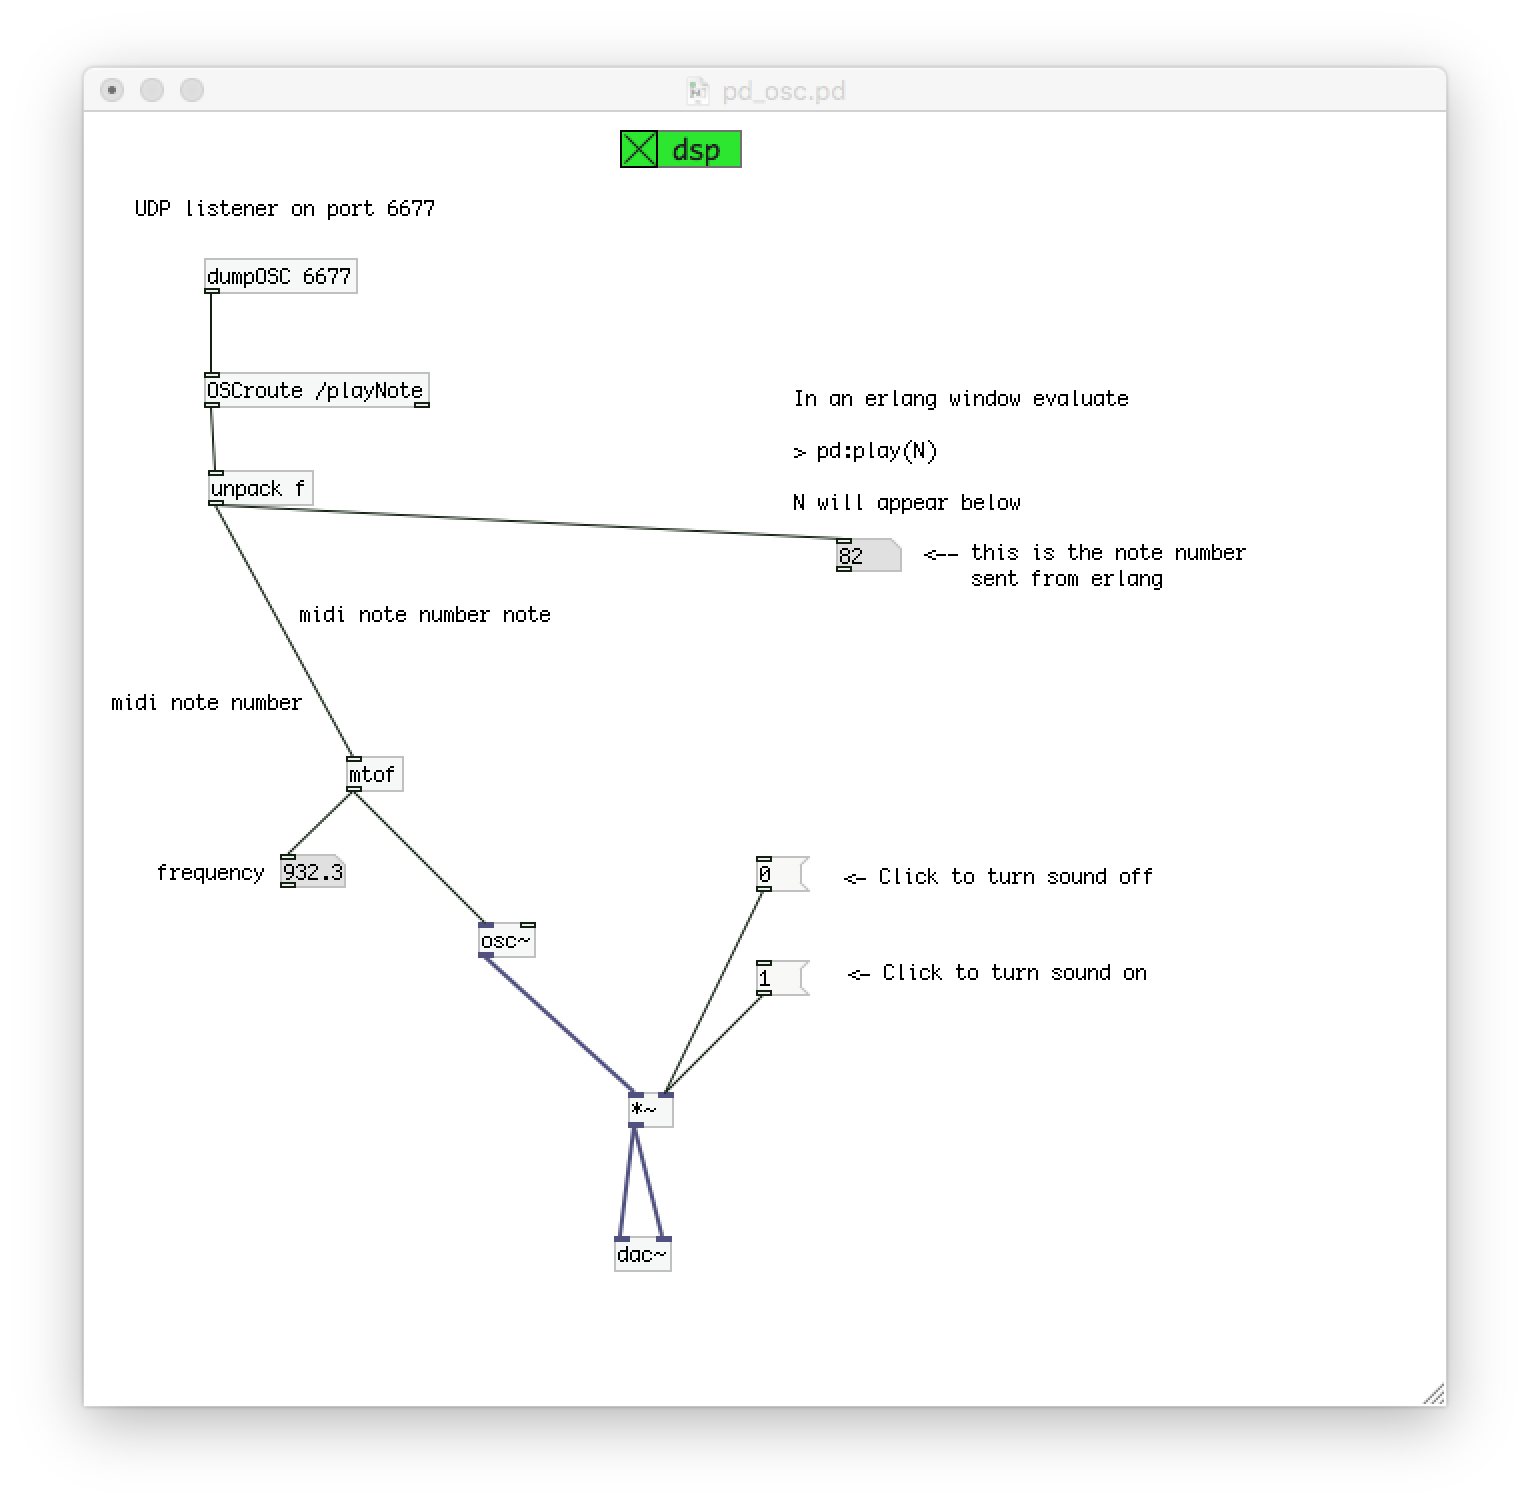 pd_osc.pd
dsp
UDP listener on port 6677
dumpOSC 6677
OSCroute /playNote
In an erlang window evaluate
> pd:play(N)
unpack f
N will appear below
82
<-- this is the note number
sent from erlang
midi note number note
midi note number
mtof
frequency
932.3
0
<- Click to turn sound off
osc~
1
<- Click to turn sound on
*~
dac~